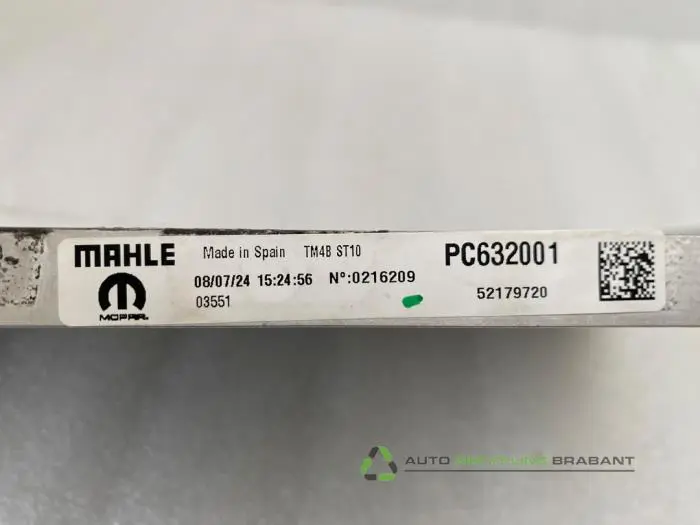 MAHLE Made in Spain TM4B ST10 PC632001
08/07/24 15:24:56 N°:0216209
03551 52179720
MOPAR.
AUTO RECYCLING BRABANT